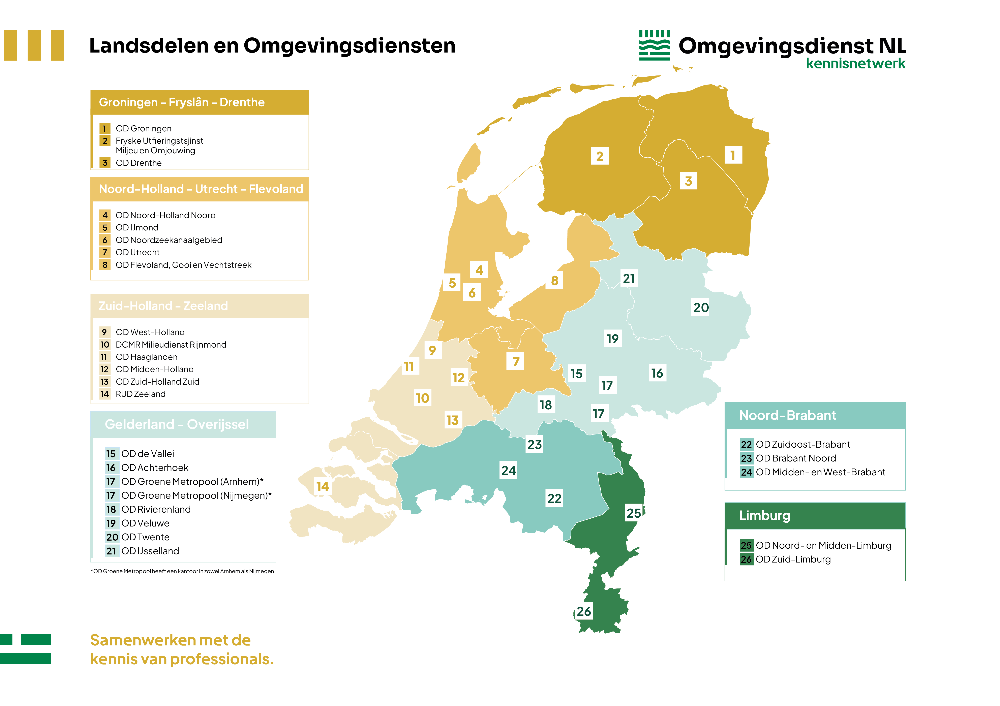 Landsdelen en Omgevingsdiensten
Omgevingsdienst NL
kennisnetwerk
Groningen - Fryslân - Drenthe
1 OD Groningen
2 Fryske Utfieringstsjinst
Miljeu en Omjouwing
3 OD Drenthe
Noord-Holland - Utrecht - Flevoland
4 OD Noord-Holland Noord
5 OD IJmond
6 OD Noordzeekanaalgebied
7 OD Utrecht
8 OD Flevoland, Gooi en Vechtstreek
Zuid-Holland - Zeeland
9 OD West-Holland
10 DCMR Milieudienst Rijnmond
11 OD Haaglanden
12 OD Midden-Holland
13 OD Zuid-Holland Zuid
14 RUD Zeeland
Gelderland - Overijssel
15 OD de Vallei
16 OD Achterhoek
17 OD Groene Metropool (Arnhem)*
17 OD Groene Metropool (Nijmegen)*
18 OD Rivierenland
19 OD Veluwe
20 OD Twente
21 OD IJsselland
*OD Groene Metropool heeft een kantoor in zowel Arnhem als Nijmegen.
2
1
3
4
5
8
21
6
20
19
9
7
11
15
16
12
17
10
18
17
13
23
24
14
22
25
26
Noord-Brabant
22 OD Zuidoost-Brabant
23 OD Brabant Noord
24 OD Midden- en West-Brabant
Limburg
25 OD Noord- en Midden-Limburg
26 OD Zuid-Limburg
Samenwerken met de
kennis van professionals.